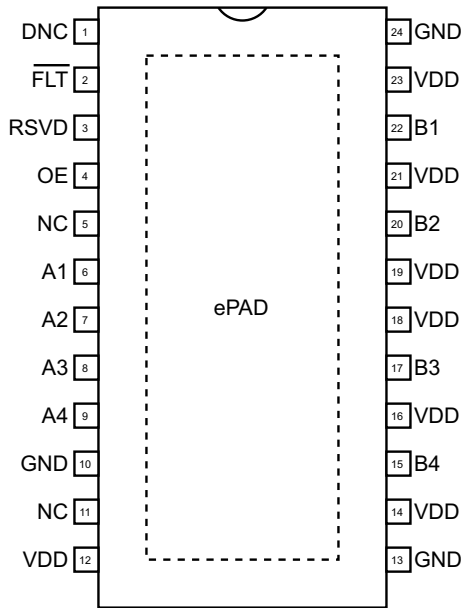 DNC 1 24 GND
FLT 2 23 VDD
RSVD 3 22 B1
OE 4 21 VDD
NC 5 20 B2
A1 6 19 VDD
ePAD
A2 7 18 VDD
A3 8 17 B3
A4 9 16 VDD
GND 10 15 B4
NC 11 14 VDD
VDD 12 13 GND